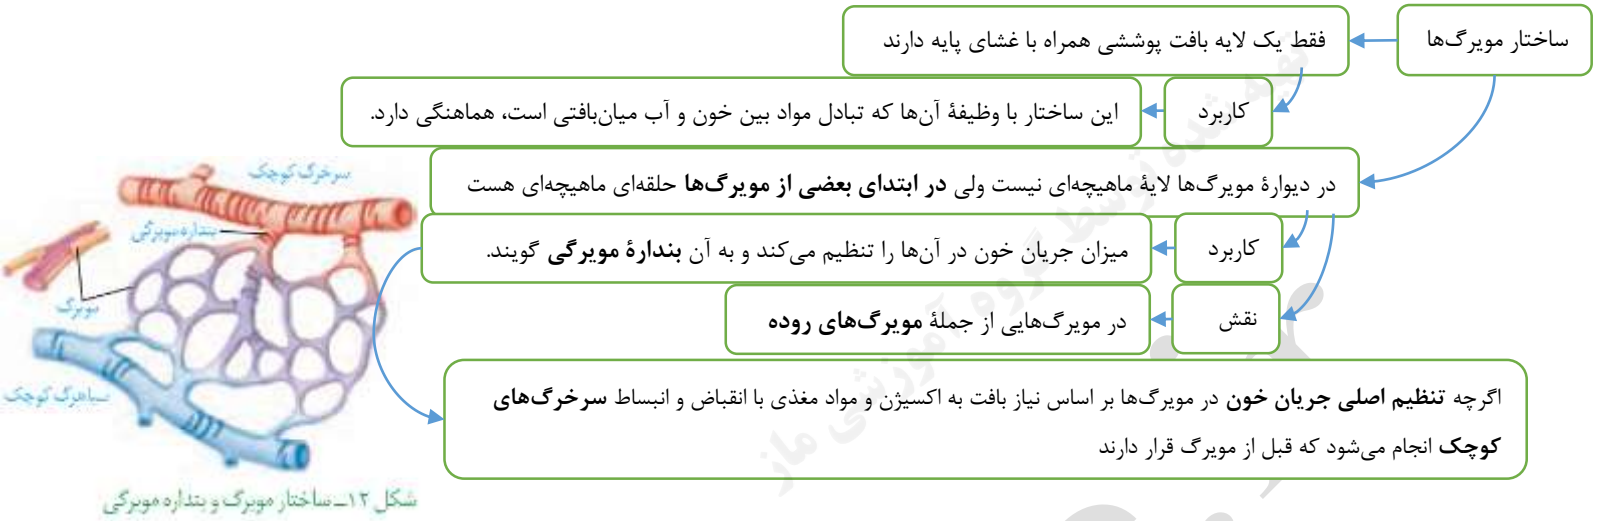 ساختار مویرگ‌ها
فقط یک لایه بافت پوششی همراه با غشای پایه دارند
کاربرد
این ساختار با وظیفهٔ آن‌ها که تبادل مواد بین خون و آب میان‌بافتی است، هماهنگی دارد.
در دیوارهٔ مویرگ‌ها لایهٔ ماهیچه‌ای نیست ولی در ابتدای بعضی از مویرگ‌ها حلقه‌ای ماهیچه‌ای هست
کاربرد
میزان جریان خون در آن‌ها را تنظیم می‌کند و به آن بندارهٔ مویرگی گویند.
نقش
در مویرگ‌هایی از جملهٔ مویرگ‌های روده
اگرچه تنظیم اصلی جریان خون در مویرگ‌ها بر اساس نیاز بافت به اکسیژن و مواد مغذی با انقباض و انبساط سرخرگ‌های
کوچک انجام می‌شود که قبل از مویرگ قرار دارند
سرخرگ کوچک
بنداره مویرگی
مویرگ
سیاهرگ کوچک
شکل ۱۲ــ ساختار مویرگ و بنداره مویرگی
تهیه شده توسط گروه آموزشی ماز